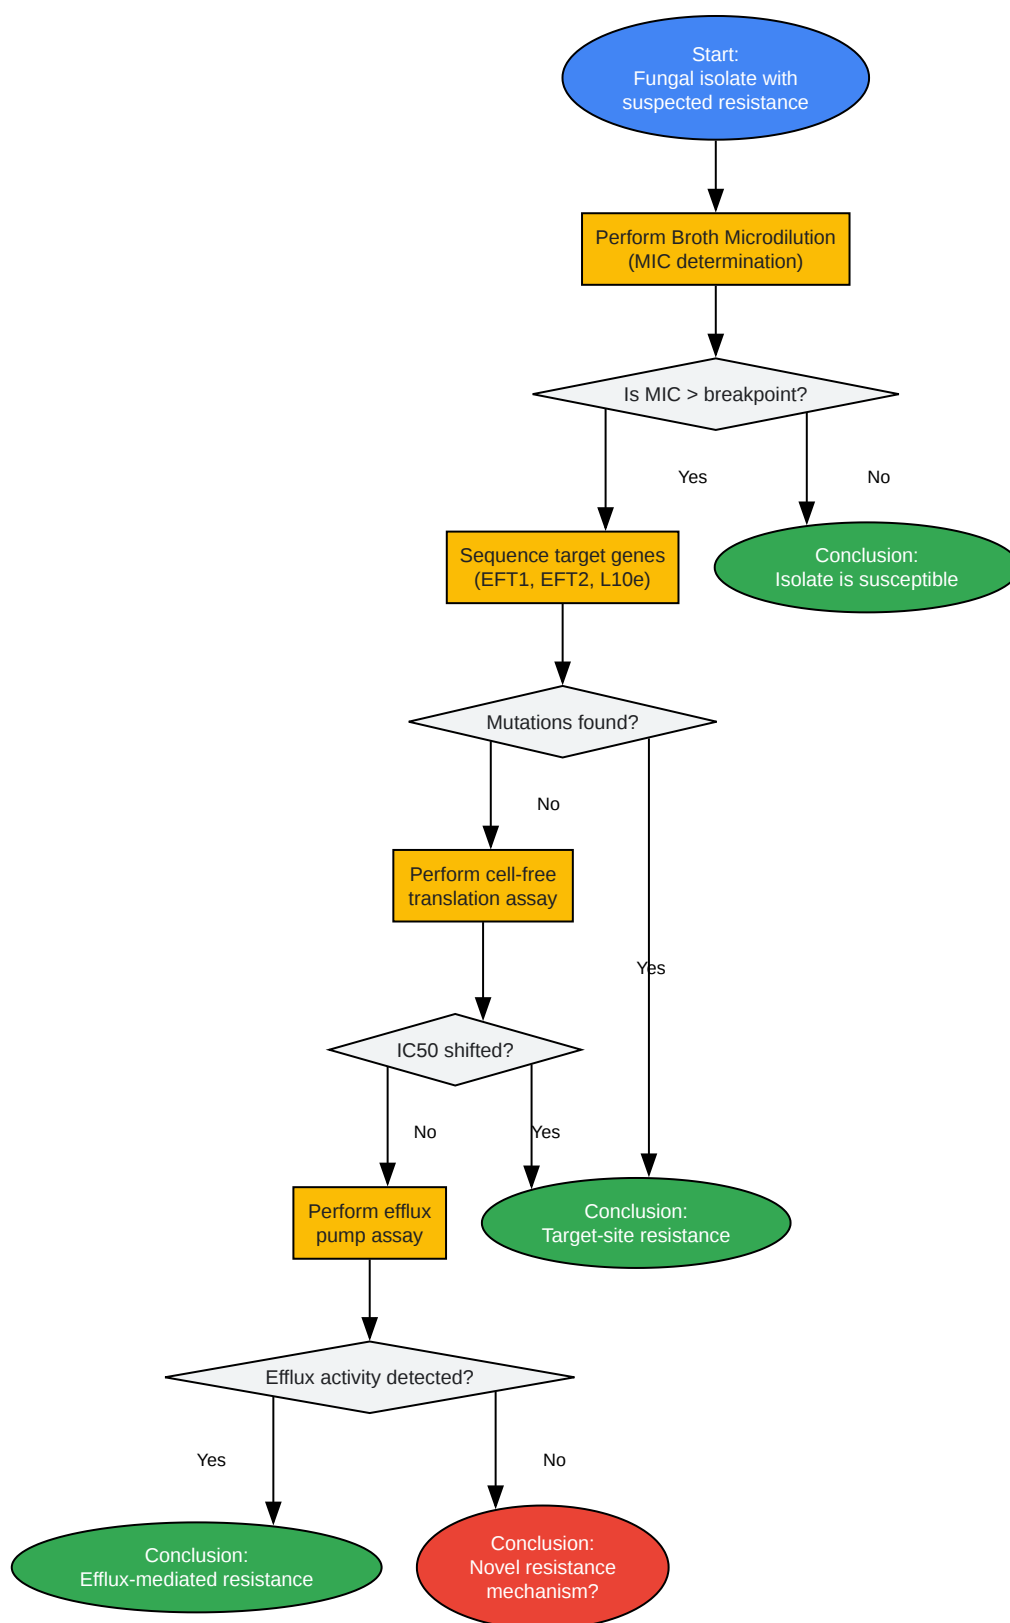 Start:
Fungal isolate with
suspected resistance
Perform Broth Microdilution
(MIC determination)
Is MIC > breakpoint?
Yes
No
Sequence target genes
(EFT1, EFT2, L10e)
Conclusion:
Isolate is susceptible
Mutations found?
No
Perform cell-free
translation assay
Yes
IC50 shifted?
No
Yes
Perform efflux
pump assay
Conclusion:
Target-site resistance
Efflux activity detected?
Yes
No
Conclusion:
Efflux-mediated resistance
Conclusion:
Novel resistance
mechanism?